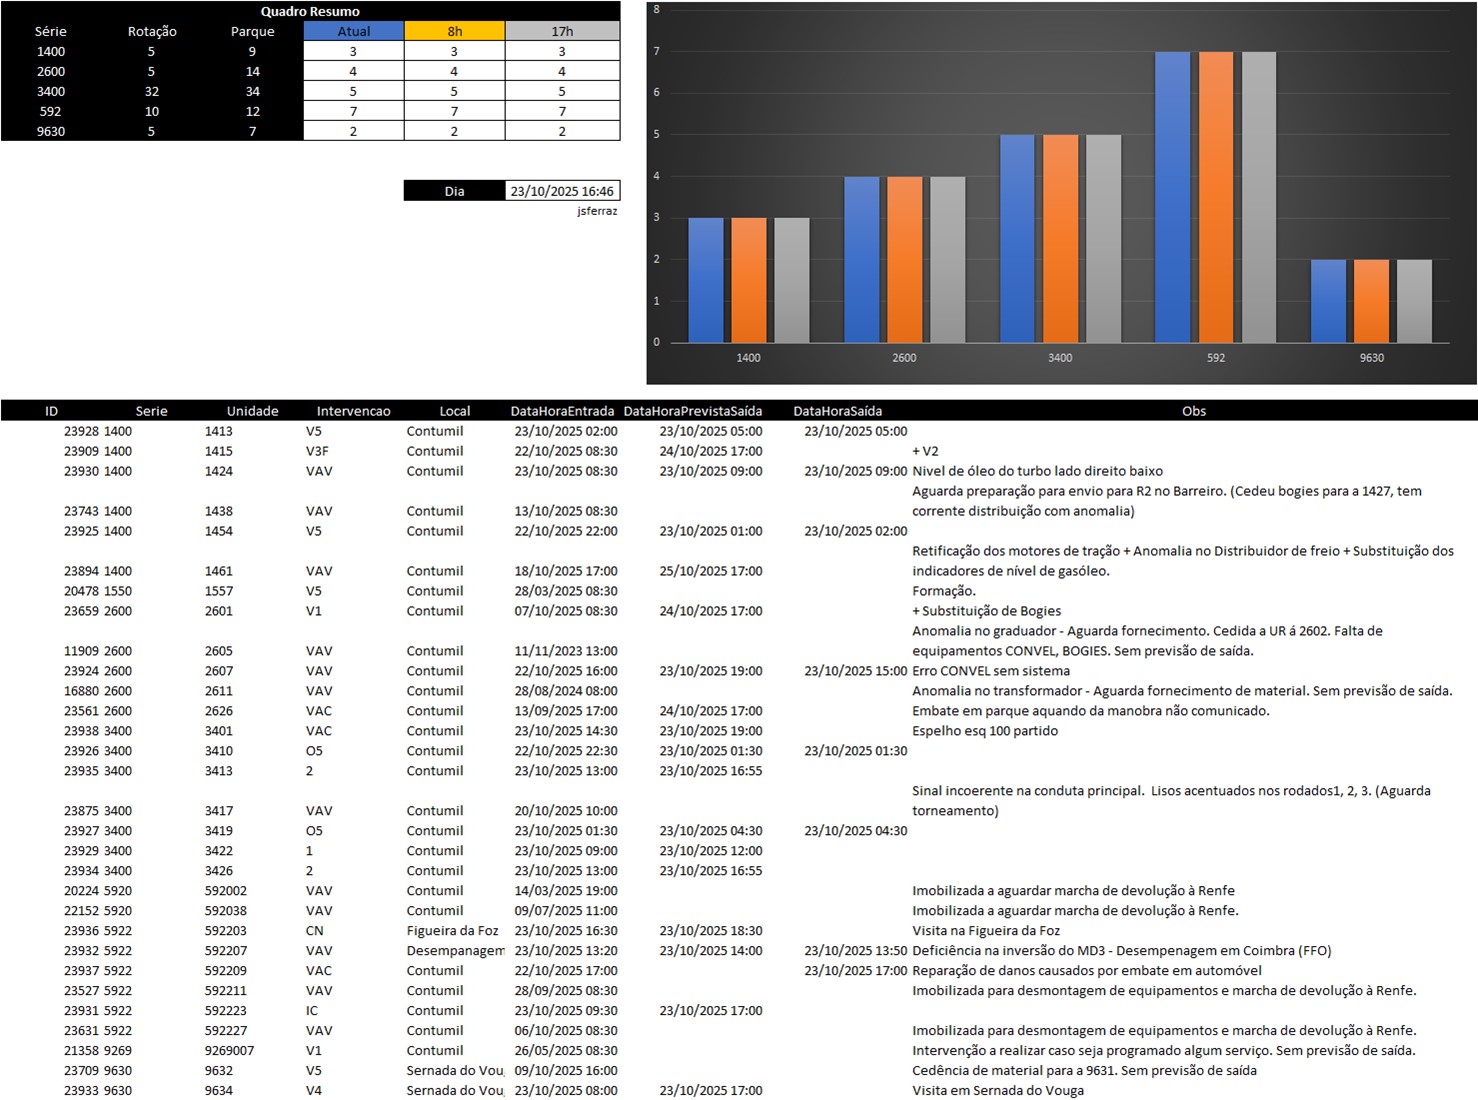 Quadro Resumo
Série Rotação Parque Atual 8h 17h
1400 5 9 3 3 3
2600 5 14 4 4 4
3400 32 34 5 5 5
592 10 12 7 7 7
9630 5 7 2 2 2
Dia 23/10/2025 16:46
jsferraz
8
7
6
5
4
3
2
1
0
1400 2600 3400 592 9630
ID Serie Unidade Intervencao Local DataHoraEntrada DataHoraPrevistaSaída DataHoraSaída Obs
23928 1400 1413 V5 Contumil 23/10/2025 02:00 23/10/2025 05:00 23/10/2025 05:00
23909 1400 1415 V3F Contumil 22/10/2025 08:30 24/10/2025 17:00 + V2
23930 1400 1424 VAV Contumil 23/10/2025 08:30 23/10/2025 09:00 23/10/2025 09:00 Nivel de óleo do turbo lado direito baixo
Aguarda preparação para envio para R2 no Barreiro. (Cedeu bogies para a 1427, tem
23743 1400 1438 VAV Contumil 13/10/2025 08:30 corrente distribuição com anomalia)
23925 1400 1454 V5 Contumil 22/10/2025 22:00 23/10/2025 01:00 23/10/2025 02:00
Retificação dos motores de tração + Anomalia no Distribuidor de freio + Substituição dos
23894 1400 1461 VAV Contumil 18/10/2025 17:00 25/10/2025 17:00 indicadores de nível de gasóleo.
20478 1550 1557 V5 Contumil 28/03/2025 08:30 Formação.
23659 2600 2601 V1 Contumil 07/10/2025 08:30 24/10/2025 17:00 + Substituição de Bogies
Anomalia no graduador - Aguarda fornecimento. Cedida a UR á 2602. Falta de
11909 2600 2605 VAV Contumil 11/11/2023 13:00 equipamentos CONVEL, BOGIES. Sem previsão de saída.
23924 2600 2607 VAV Contumil 22/10/2025 16:00 23/10/2025 19:00 23/10/2025 15:00 Erro CONVEL sem sistema
16880 2600 2611 VAV Contumil 28/08/2024 08:00 Anomalia no transformador - Aguarda fornecimento de material. Sem previsão de saída.
23561 2600 2626 VAC Contumil 13/09/2025 17:00 24/10/2025 17:00 Embate em parque aquando da manobra não comunicado.
23938 3400 3401 VAC Contumil 23/10/2025 14:30 23/10/2025 19:00 Espelho esq 100 partido
23926 3400 3410 O5 Contumil 22/10/2025 22:30 23/10/2025 01:30 23/10/2025 01:30
23935 3400 3413 2 Contumil 23/10/2025 13:00 23/10/2025 16:55
Sinal incoerente na conduta principal.  Lisos acentuados nos rodados1, 2, 3. (Aguarda
23875 3400 3417 VAV Contumil 20/10/2025 10:00 torneamento)
23927 3400 3419 O5 Contumil 23/10/2025 01:30 23/10/2025 04:30 23/10/2025 04:30
23929 3400 3422 1 Contumil 23/10/2025 09:00 23/10/2025 12:00
23934 3400 3426 2 Contumil 23/10/2025 13:00 23/10/2025 16:55
20224 5920 592002 VAV Contumil 14/03/2025 19:00 Imobilizada a aguardar marcha de devolução à Renfe
22152 5920 592038 VAV Contumil 09/07/2025 11:00 Imobilizada a aguardar marcha de devolução à Renfe.
23936 5922 592203 CN Figueira da Foz 23/10/2025 16:30 23/10/2025 18:30 Visita na Figueira da Foz
23932 5922 592207 VAV Desempanagem 23/10/2025 13:20 23/10/2025 14:00 23/10/2025 13:50 Deficiência na inversão do MD3 - Desempenagem em Coimbra (FFO)
23937 5922 592209 VAC Contumil 22/10/2025 17:00 23/10/2025 17:00 Reparação de danos causados por embate em automóvel
23527 5922 592211 VAV Contumil 28/09/2025 08:30 Imobilizada para desmontagem de equipamentos e marcha de devolução à Renfe.
23931 5922 592223 IC Contumil 23/10/2025 09:30 23/10/2025 17:00
23631 5922 592227 VAV Contumil 06/10/2025 08:30 Imobilizada para desmontagem de equipamentos e marcha de devolução à Renfe.
21358 9269 9269007 V1 Contumil 26/05/2025 08:30 Intervenção a realizar caso seja programado algum serviço. Sem previsão de saída.
23709 9630 9632 V5 Sernada do Vou 09/10/2025 16:00 Cedência de material para a 9631. Sem previsão de saída
23933 9630 9634 V4 Sernada do Vou 23/10/2025 08:00 23/10/2025 17:00 Visita em Sernada do Vouga